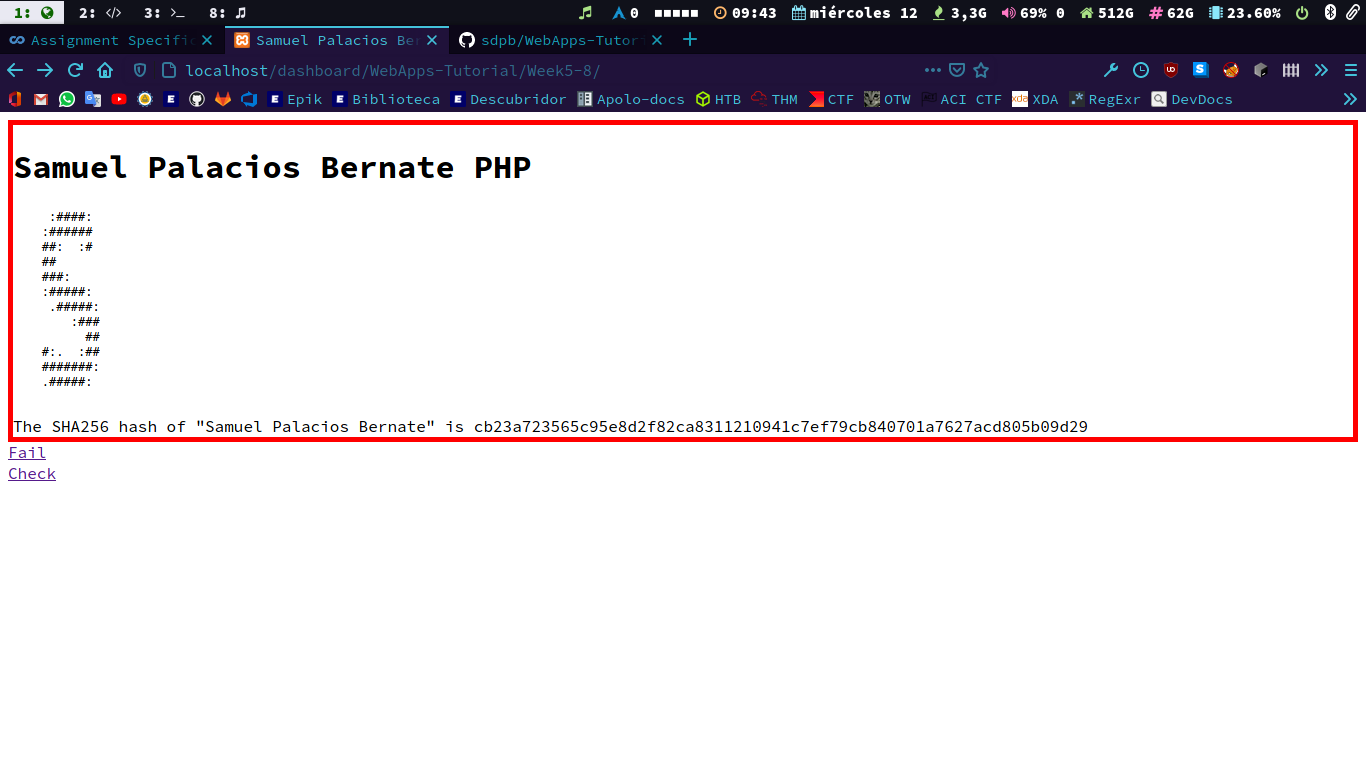 1: 2: 3: 8: 0 09:43 miércoles 12 3,3G 69% 0 512G 62G 23.60%
Assignment Specific Samuel Palacios Ber sdpb/WebApps-Tutor
localhost/dashboard/WebApps-Tutorial/Week5-8/
Epik Biblioteca Descubridor Apolo-docs HTB THM CTF OTW ACI CTF XDA RegExr DevDocs
Samuel Palacios Bernate PHP
    :####:
   :######
   ##:  :#
   ##
   ###:
   :#####:
    .#####:
       :###
         ##
   #:.  :##
   #######:
   .#####:
The SHA256 hash of "Samuel Palacios Bernate" is cb23a723565c95e8d2f82ca8311210941c7ef79cb840701a7627acd805b09d29
Fail
Check